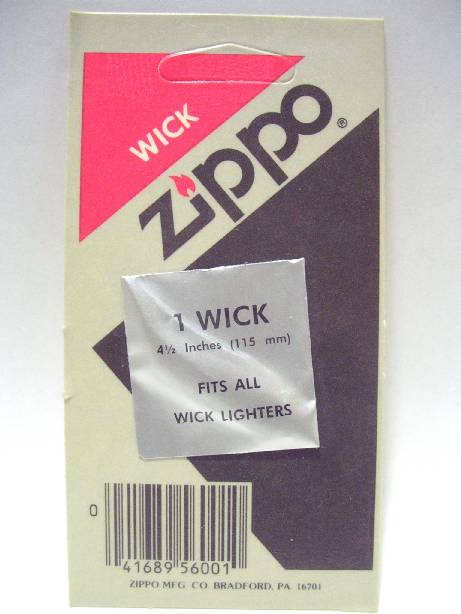 WICK
zippo®
1 WICK
4½ Inches (115 mm)
FITS ALL
WICK LIGHTERS
0 41689 56001
ZIPPO MFG. CO. BRADFORD, PA. 16701